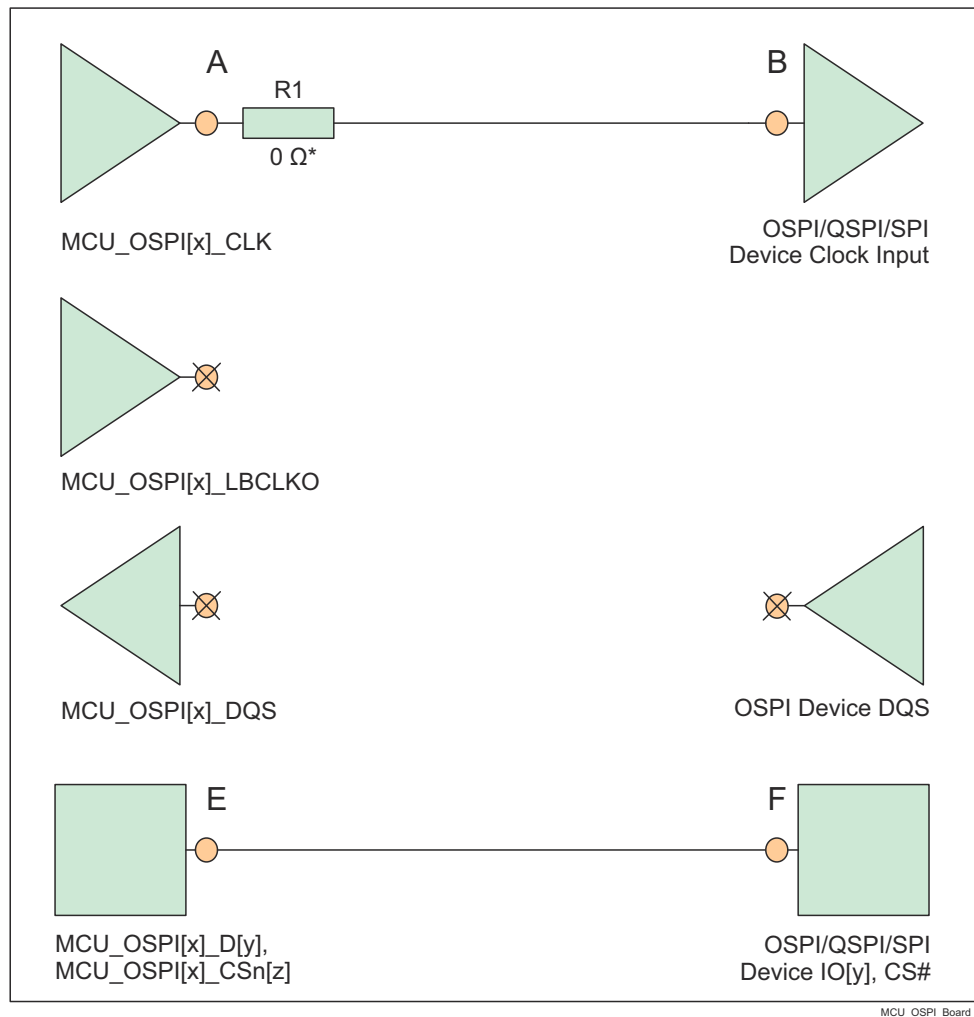 A
B
R1
0 Ω*
MCU_OSPI[x]_CLK
OSPI/QSPI/SPI
Device Clock Input
MCU_OSPI[x]_LBCLKO
MCU_OSPI[x]_DQS
OSPI Device DQS
E
F
MCU_OSPI[x]_D[y],
MCU_OSPI[x]_CSn[z]
OSPI/QSPI/SPI
Device IO[y], CS#
MCU_OSPI_Board